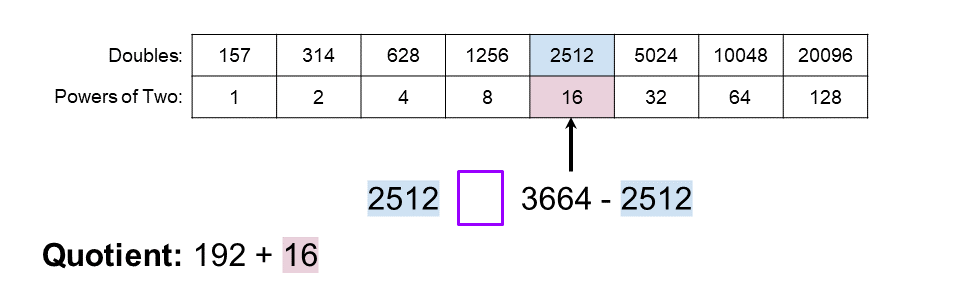 Doubles: 157 314 628 1256 2512 5024 10048 20096
Powers of Two: 1 2 4 8 16 32 64 128
2512 3664 - 2512
Quotient: 192 + 16